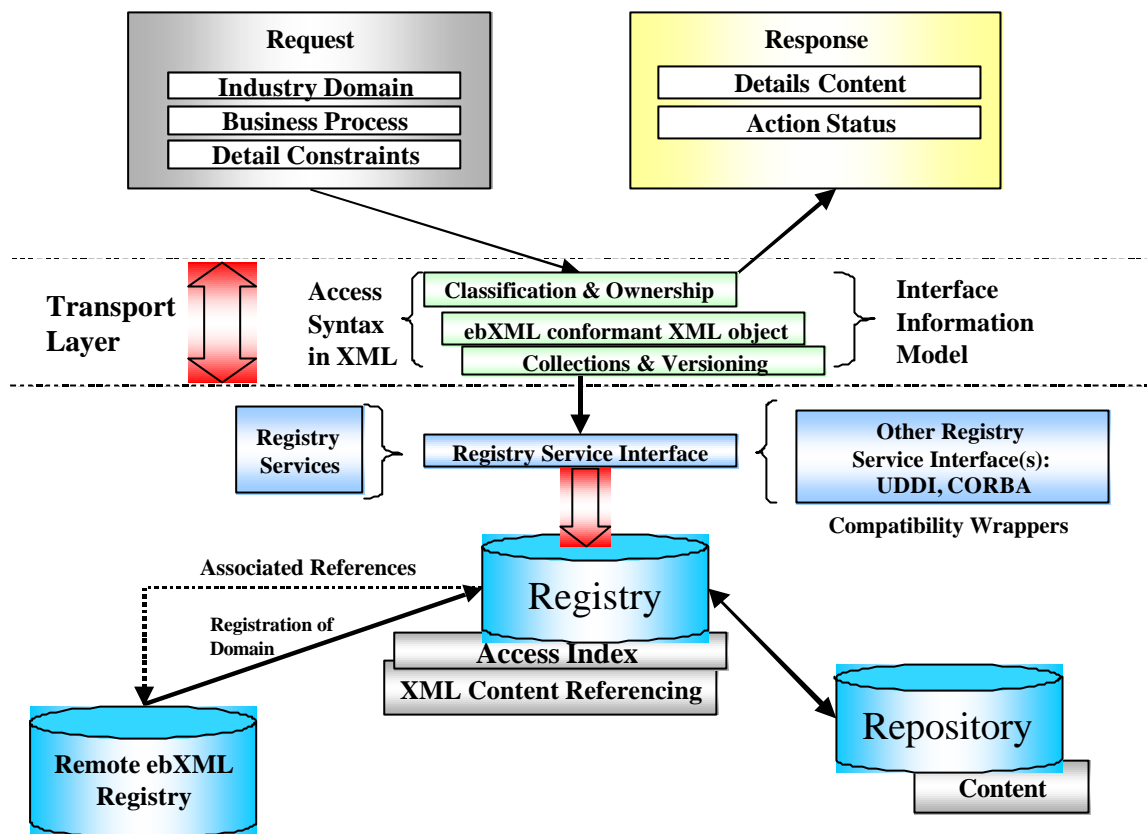 Request
Industry Domain
Business Process
Detail Constraints
Response
Details Content
Action Status
Transport
Layer
Access
Syntax
in XML
Classification & Ownership
ebXML conformant XML object
Collections & Versioning
Interface
Information
Model
Registry
Services
Registry Service Interface
Other Registry
Service Interface(s):
UDDI, CORBA
Compatibility Wrappers
Associated References
Registration of
Domain
Registry
Access Index
XML Content Referencing
Remote ebXML
Registry
Repository
Content